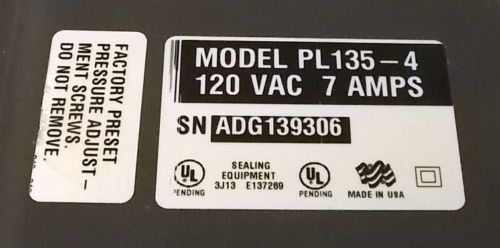 FACTORY PRESET
PRESSURE ADJUST-
MENT SCREWS.
DO NOT REMOVE.
MODEL PL135-4
120 VAC 7 AMPS
SN ADG139306
UL
PENDING
SEALING
EQUIPMENT
3J13 E137269
UL
PENDING
MADE IN USA